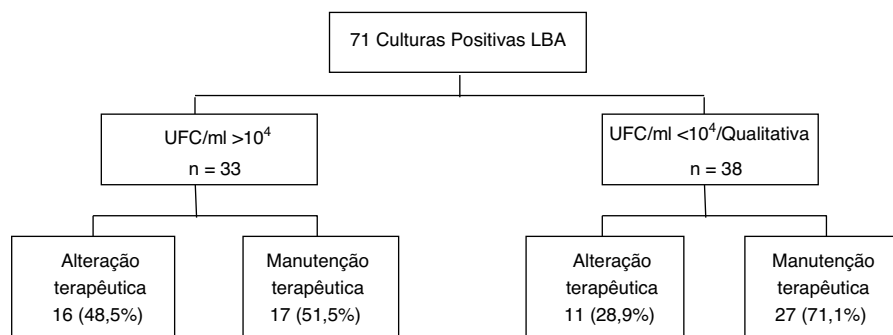 71 Culturas Positivas LBA
UFC/ml >10⁴
n = 33
UFC/ml <10⁴/Qualitativa
n = 38
Alteração
terapêutica
16 (48,5%)
Manutenção
terapêutica
17 (51,5%)
Alteração
terapêutica
11 (28,9%)
Manutenção
terapêutica
27 (71,1%)